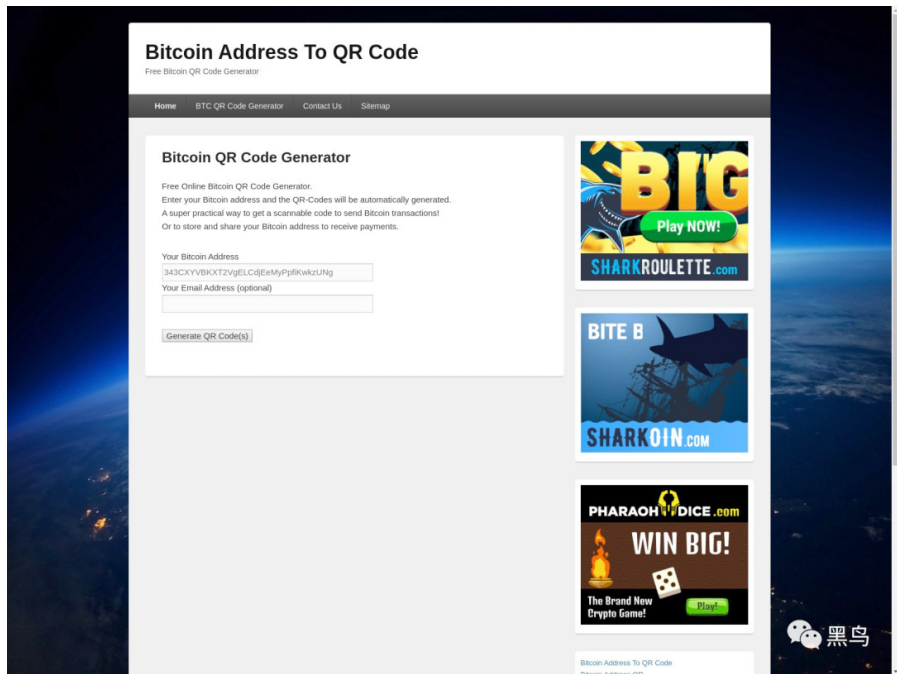 Bitcoin Address To QR Code
Free Bitcoin QR Code Generator
Home BTC QR Code Generator Contact Us Sitemap
Bitcoin QR Code Generator
Free Online Bitcoin QR Code Generator.
Enter your Bitcoin address and the QR-Codes will be automatically generated.
A super practical way to get a scannable code to send Bitcoin transactions!
Or to store and share your Bitcoin address to receive payments.
Your Bitcoin Address
343CXYVBKXT2VgELCdjEeMyPpfiKwkzUNg
Your Email Address (optional)
Generate QR Code(s)
BIG
Play NOW!
SHARKROULETTE.com
BITE B
SHARKOIN.COM
PHARAOH DICE.com
WIN BIG!
The Brand New
Crypto Game!
Play!
黑鸟
Bitcoin Address To QR Code
Bitcoin Address QR